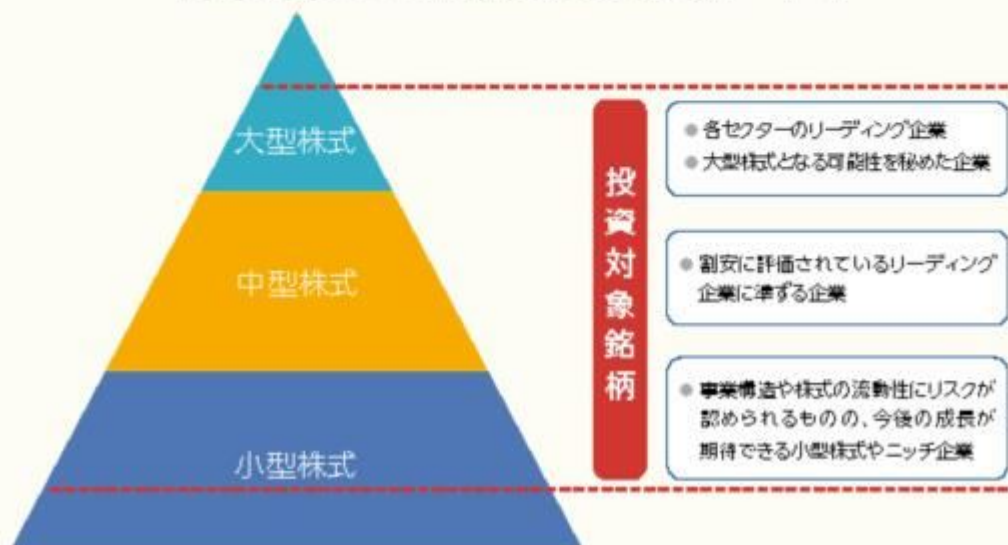 大型株式
中型株式
小型株式
投資対象銘柄
● 各セクターのリーディング企業
● 大型株式となる可能性を秘めた企業
● 割安に評価されているリーディング
企業に準ずる企業
● 事業構造や株式の流動性にリスクが
認められるものの、今後の成長が
期待できる小型株式やニッチ企業